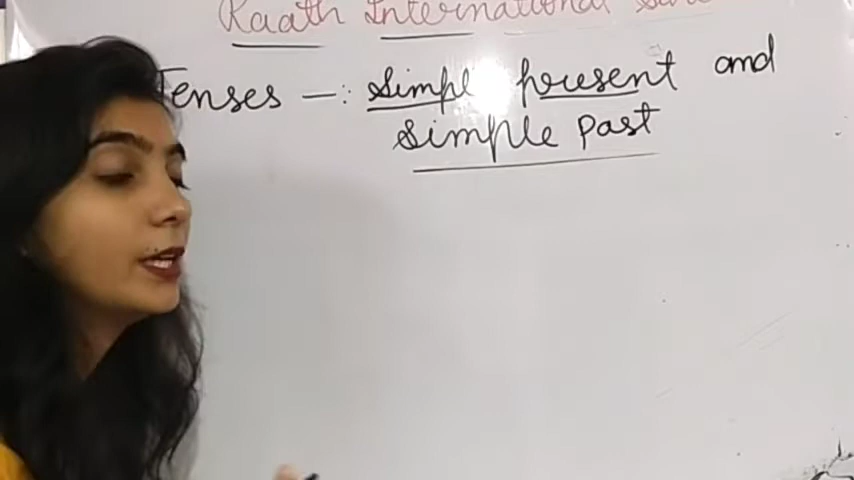 Raath International
Tenses -: Simple present and
Simple Past